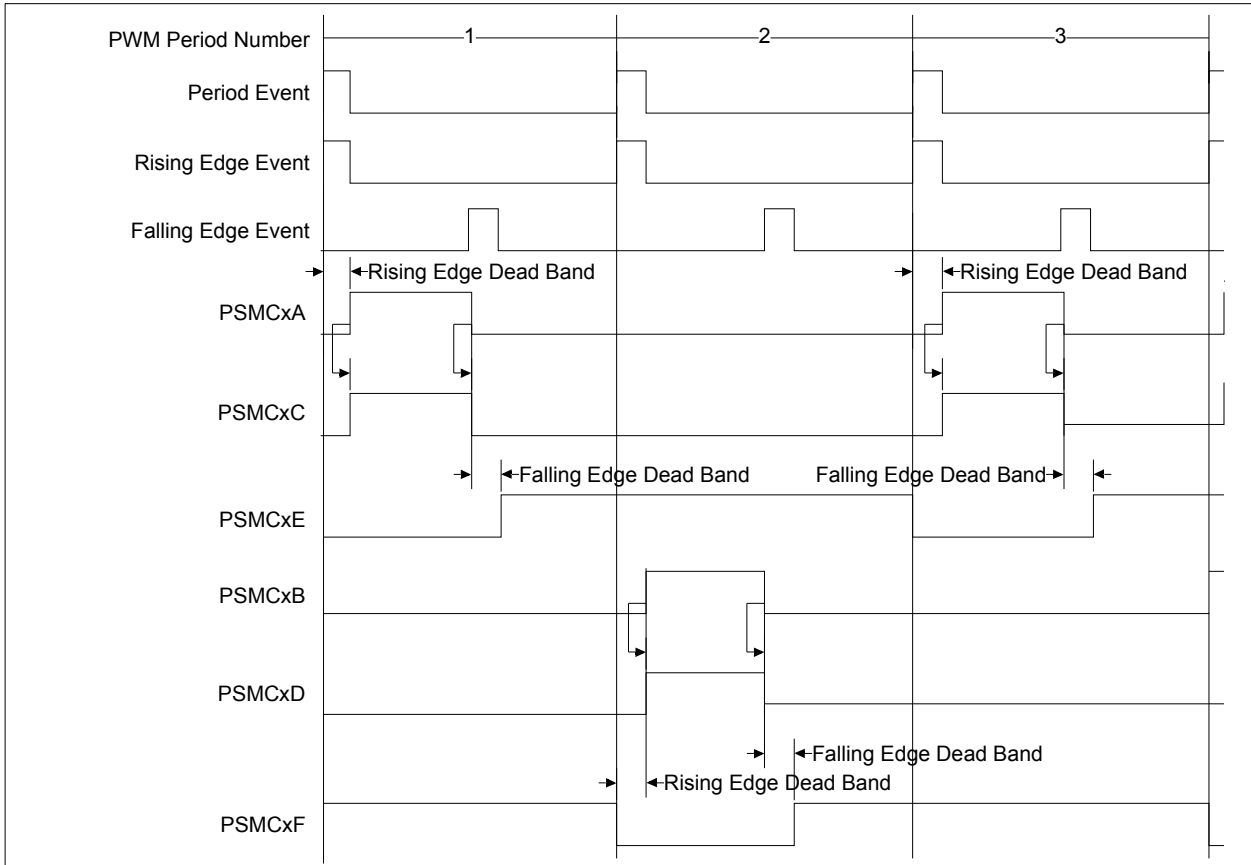 PWM Period Number
1
2
3
Period Event
Rising Edge Event
Falling Edge Event
Rising Edge Dead Band
Rising Edge Dead Band
PSMCxA
PSMCxC
Falling Edge Dead Band
Falling Edge Dead Band
PSMCxE
PSMCxB
PSMCxD
Falling Edge Dead Band
Rising Edge Dead Band
PSMCxF